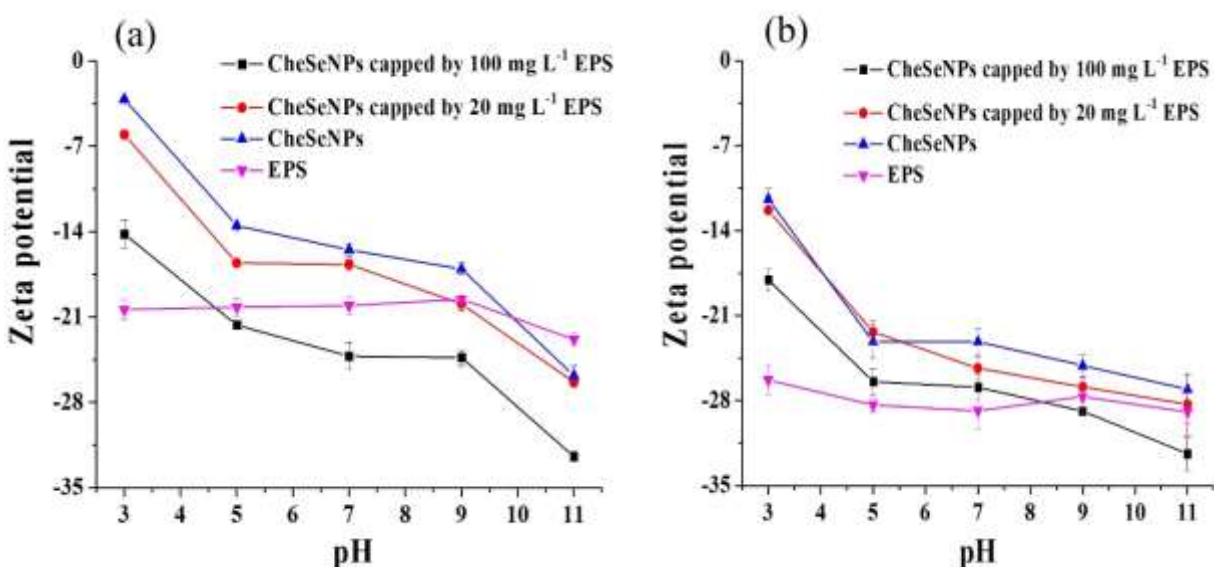 (a)
0
-7
-14
-21
-28
-35
Zeta potential
CheSeNPs capped by 100 mg L⁻¹ EPS
CheSeNPs capped by 20 mg L⁻¹ EPS
CheSeNPs
EPS
3 4 5 6 7 8 9 10 11
pH
(b)
0
-7
-14
-21
-28
-35
Zeta potential
CheSeNPs capped by 100 mg L⁻¹ EPS
CheSeNPs capped by 20 mg L⁻¹ EPS
CheSeNPs
EPS
3 4 5 6 7 8 9 10 11
pH